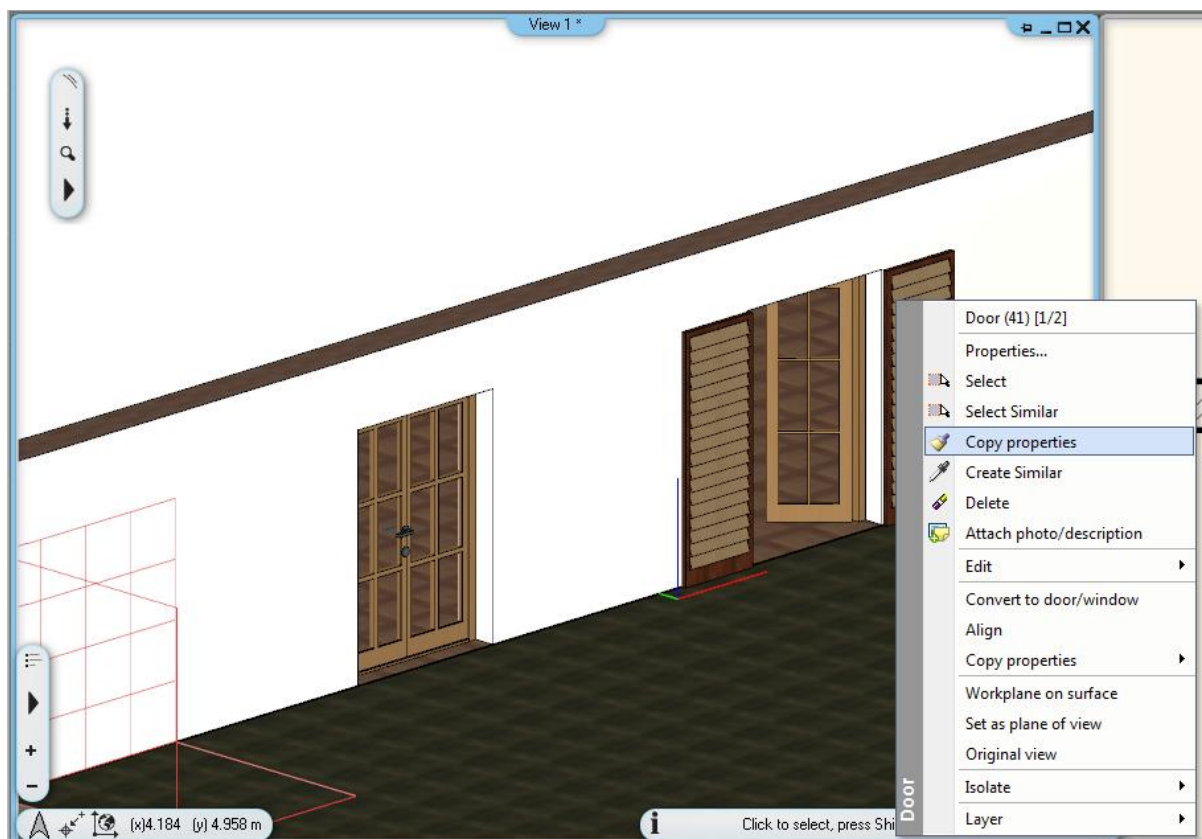 View 1 *
Door (41) [1/2]
Properties...
Select
Select Similar
Copy properties
Create Similar
Delete
Attach photo/description
Edit
Convert to door/window
Align
Copy properties
Workplane on surface
Set as plane of view
Original view
Isolate
Layer
Door
(x)4.184 (y) 4.958 m
Click to select, press Shi